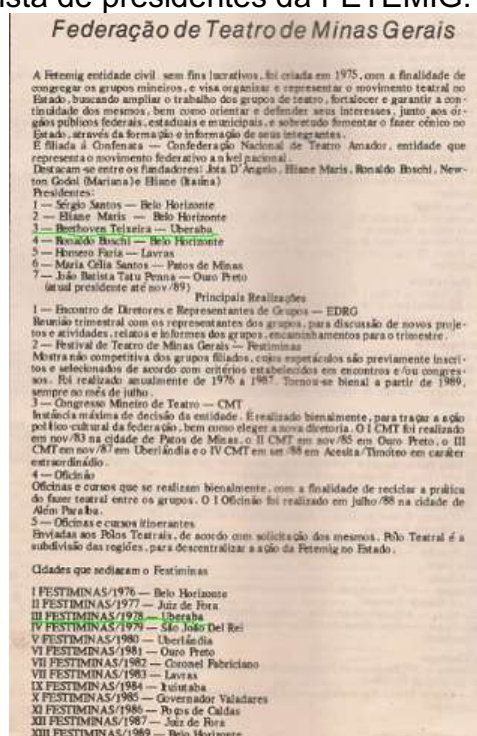 sta de presidentes da FETEMIG.
Federação de Teatro de Minas Gerais
A Fetemig entidade civil sem fins lucrativos, foi criada em 1975, com a finalidade de
congregar os grupos mineiros, e visa organizar e representar o movimento teatral no
Estado, buscando ampliar o trabalho dos grupos de teatro, fortalecer e garantir a con-
tinuidade dos mesmos, bem como orientar e defender seus interesses, junto aos ór-
gãos públicos federais, estaduais e municipais, e sobretudo fomentar o fazer cênico no
Estado, através da formação e informação de seus integrantes.
É filiada à Confenata — Confederação Nacional de Teatro Amador, entidade que
representa o movimento federativo a nível nacional.
Destacam-se entre os fundadores: Jota D'Angelo, Eliane Maris, Ronaldo Boschi, New-
ton Godoi (Mariana) e Eliane (Itaúna)
Presidentes:
1 — Sérgio Santos — Belo Horizonte
2 — Eliane Maris — Belo Horizonte
3 — Beethoven Teixeira — Uberaba
4 — Ronaldo Boschi — Belo Horizonte
5 — Homero Faria — Lavras
6 — Maria Célia Santos — Patos de Minas
7 — João Batista Tatu Penna — Ouro Preto
(atual presidente até nov/89)
Principais Realizações
1 — Encontro de Diretores e Representantes de Grupos — EDRG
Reunião trimestral com os representantes dos grupos, para discussão de novos proje-
tos e atividades, relatos e informes dos grupos, encaminhamentos para o trimestre.
2 — Festival de Teatro de Minas Gerais — Festiminas
Mostra não competitiva dos grupos filiados, cujos espetáculos são previamente inscri-
tos e selecionados de acordo com critérios estabelecidos em encontros e/ou congres-
sos. Foi realizado anualmente de 1976 a 1987. Tornou-se bienal a partir de 1989,
sempre no mês de julho.
3 — Congresso Mineiro de Teatro — CMT
Instância máxima de decisão da entidade. É realizado bienalmente, para traçar a ação
político-cultural da federação, bem como eleger a nova diretoria. O I CMT foi realizado
em nov/83 na cidade de Patos de Minas, o II CMT em nov/85 em Ouro Preto, o III
CMT em nov/87 em Uberlândia e o IV CMT em set/88 em Acesita/Timóteo em caráter
extraordinádio.
4 — Oficinão
Oficinas e cursos que se realizam bienalmente, com a finalidade de reciclar a prática
do fazer teatral entre os grupos. O I Oficinão foi realizado em julho/88 na cidade de
Além Paraíba.
5 — Oficinas e cursos itinerantes
Enviadas aos Pólos Teatrais, de acordo com solicitação dos mesmos. Pólo Teatral é a
subdivisão das regiões, para descentralizar a ação da Fetemig no Estado.
Cidades que sediaram o Festiminas
I FESTIMINAS/1976 — Belo Horizonte
II FESTIMINAS/1977 — Juiz de Fora
III FESTIMINAS/1978 — Uberaba
IV FESTIMINAS/1979 — São João Del Rei
V FESTIMINAS/1980 — Uberlândia
VI FESTIMINAS/1981 — Ouro Preto
VII FESTIMINAS/1982 — Coronel Fabriciano
VII FESTIMINAS/1983 — Lavras
IX FESTIMINAS/1984 — Ituiutaba
X FESTIMINAS/1985 — Governador Valadares
XI FESTIMINAS/1986 — Poços de Caldas
XII FESTIMINAS/1987 — Juiz de Fora
XIII FESTIMINAS/1989 — Belo Horizonte